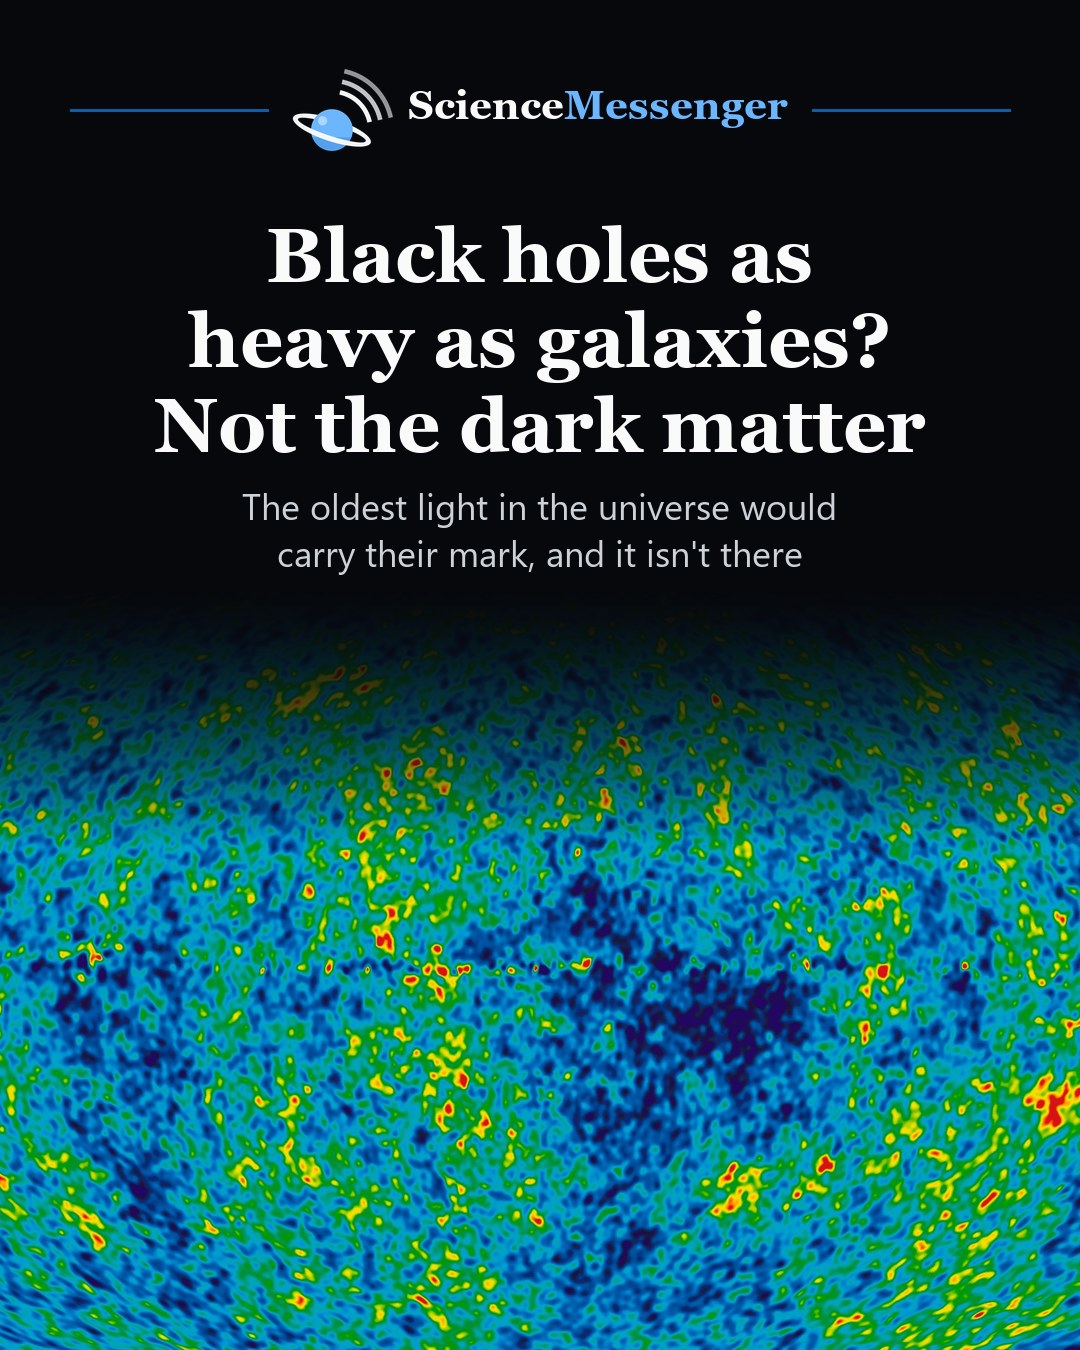 ScienceMessenger
Black holes as
heavy as galaxies?
Not the dark matter
The oldest light in the universe would
carry their mark, and it isn't there